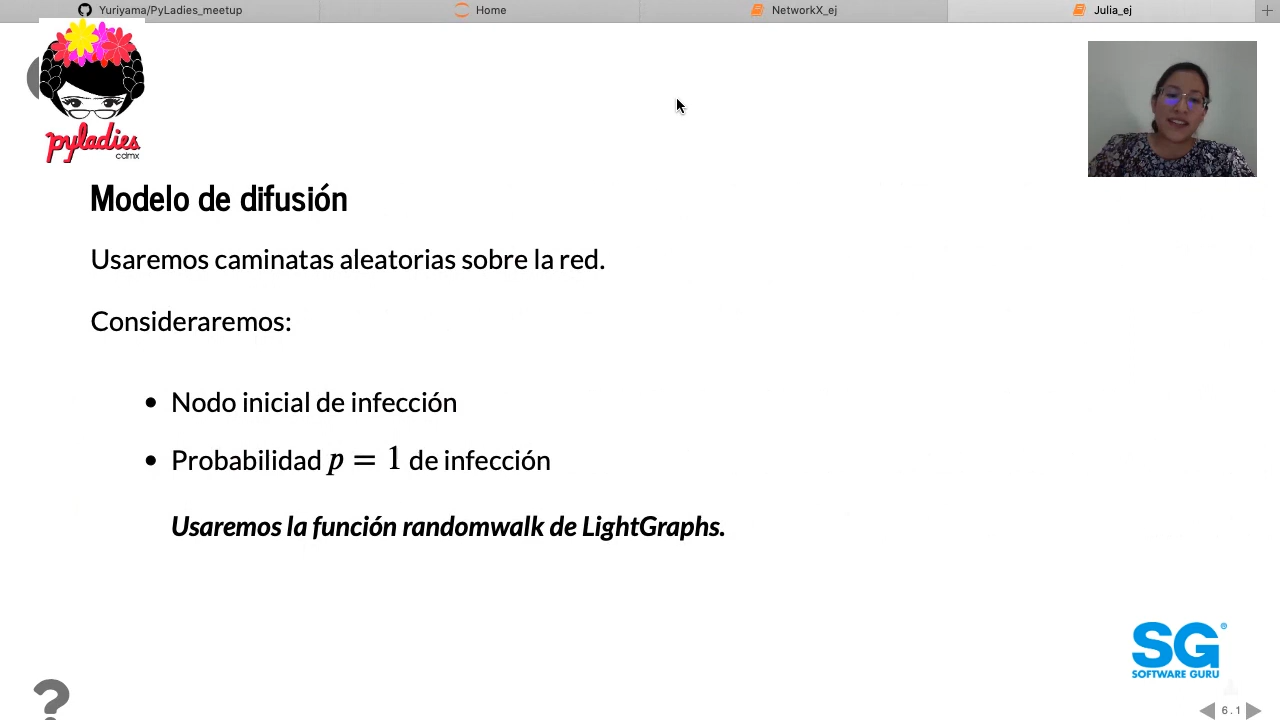 Yuriyama/PyLadies_meetup
Home
NetworkX_ej
Julia_ej
pyladies
cdmx
Modelo de difusión
Usaremos caminatas aleatorias sobre la red.
Consideraremos:
• Nodo inicial de infección
• Probabilidad p = 1 de infección
Usaremos la función randomwalk de LightGraphs.
SG
SOFTWARE GURU
?
6.1